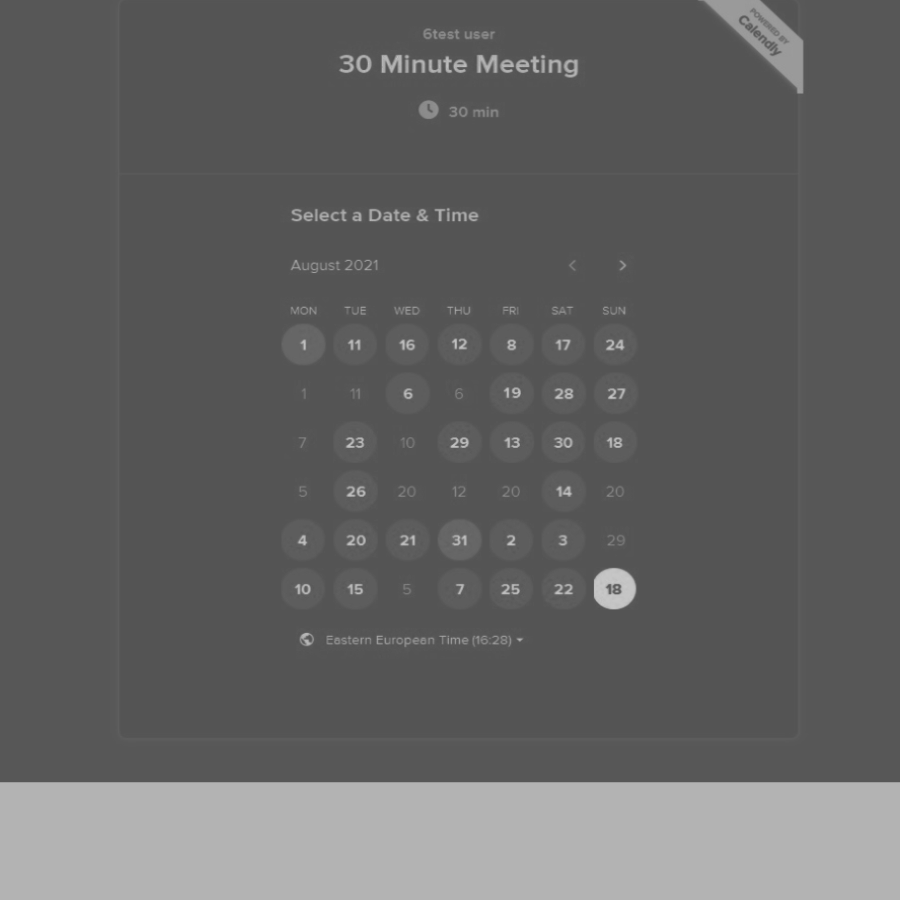 POWERED BY
Calendly
6test user
30 Minute Meeting
30 min
Select a Date & Time
August 2021
MON TUE WED THU FRI SAT SUN
1 11 16 12 8 17 24
1 11 6 6 19 28 27
7 23 10 29 13 30 18
5 26 20 12 20 14 20
4 20 21 31 2 3 29
10 15 5 7 25 22 18
Eastern European Time (16:28)